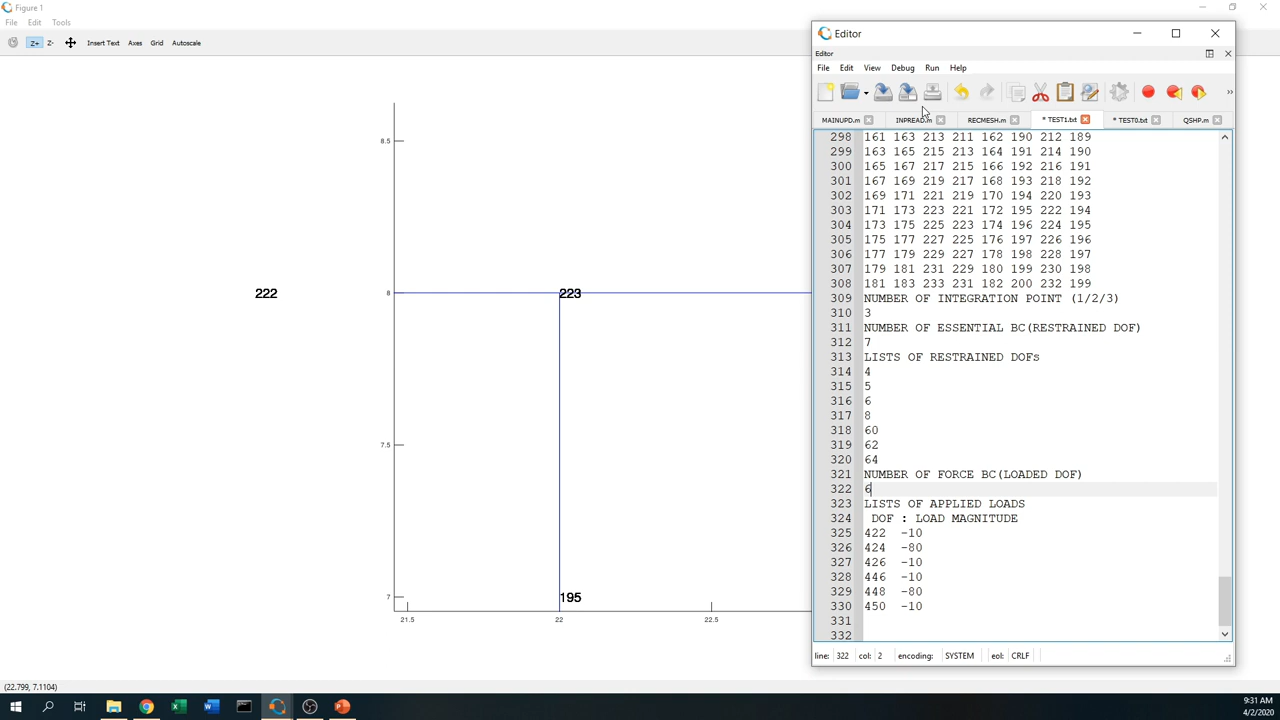 Figure 1
File Edit Tools
Z+ Z- Insert Text Axes Grid Autoscale
8.5
8
7.5
7
21.5 22 22.5
222
223
195
(22.799, 7.1104)
Editor
Editor
File Edit View Debug Run Help
MAINUPD.m INPREAD.m RECMESH.m * TEST1.txt * TEST0.txt QSHP.m
298 161 163 213 211 162 190 212 189
299 163 165 215 213 164 191 214 190
300 165 167 217 215 166 192 216 191
301 167 169 219 217 168 193 218 192
302 169 171 221 219 170 194 220 193
303 171 173 223 221 172 195 222 194
304 173 175 225 223 174 196 224 195
305 175 177 227 225 176 197 226 196
306 177 179 229 227 178 198 228 197
307 179 181 231 229 180 199 230 198
308 181 183 233 231 182 200 232 199
309 NUMBER OF INTEGRATION POINT (1/2/3)
310 3
311 NUMBER OF ESSENTIAL BC(RESTRAINED DOF)
312 7
313 LISTS OF RESTRAINED DOFs
314 4
315 5
316 6
317 8
318 60
319 62
320 64
321 NUMBER OF FORCE BC(LOADED DOF)
322 6
323 LISTS OF APPLIED LOADS
324 DOF : LOAD MAGNITUDE
325 422 -10
326 424 -80
327 426 -10
328 446 -10
329 448 -80
330 450 -10
331
332
line: 322 col: 2 encoding: SYSTEM eol: CRLF
9:31 AM
4/2/2020